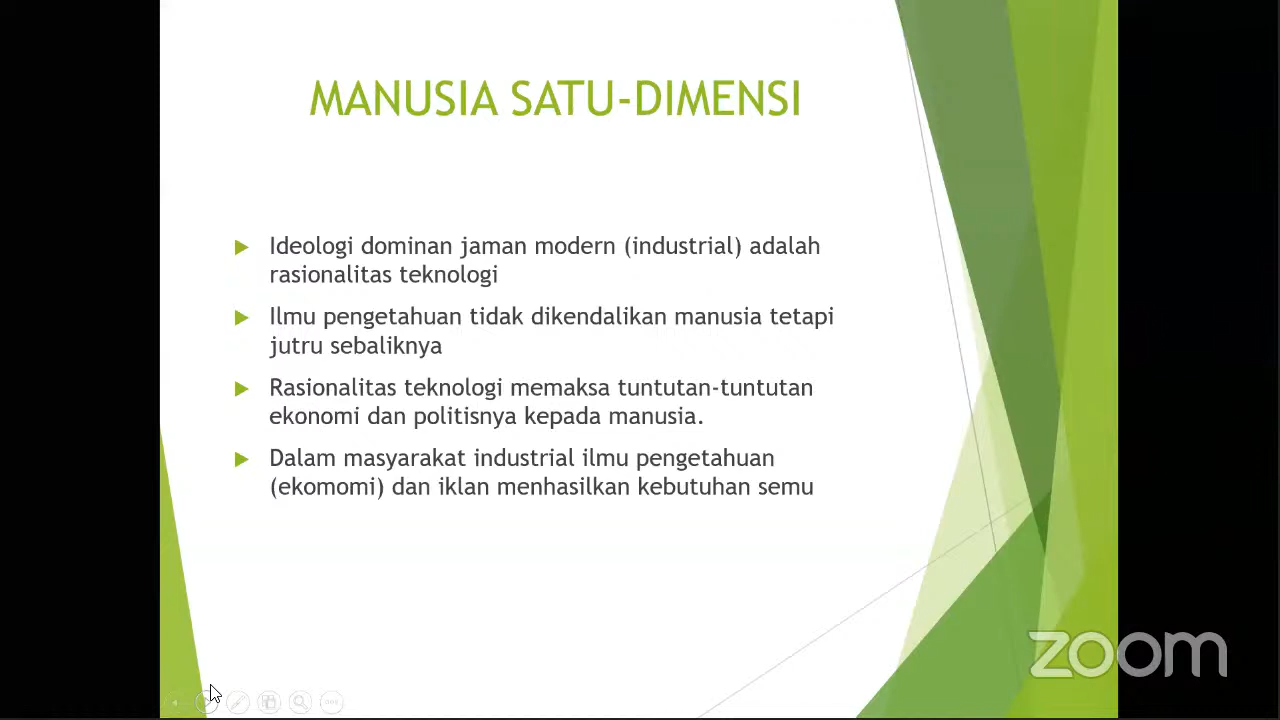 MANUSIA SATU-DIMENSI
Ideologi dominan jaman modern (industrial) adalah
rasionalitas teknologi
Ilmu pengetahuan tidak dikendalikan manusia tetapi
jutru sebaliknya
Rasionalitas teknologi memaksa tuntutan-tuntutan
ekonomi dan politisnya kepada manusia.
Dalam masyarakat industrial ilmu pengetahuan
(ekomomi) dan iklan menhasilkan kebutuhan semu
zoom